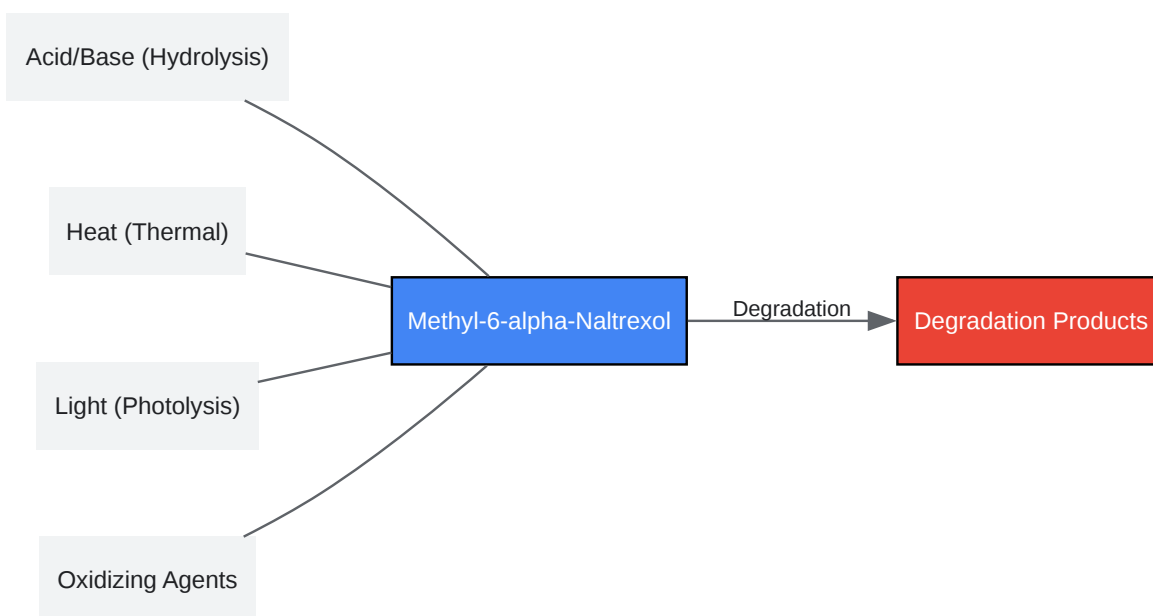 Acid/Base (Hydrolysis)
Heat (Thermal)
Methyl-6-alpha-Naltrexol
Degradation
Degradation Products
Light (Photolysis)
Oxidizing Agents